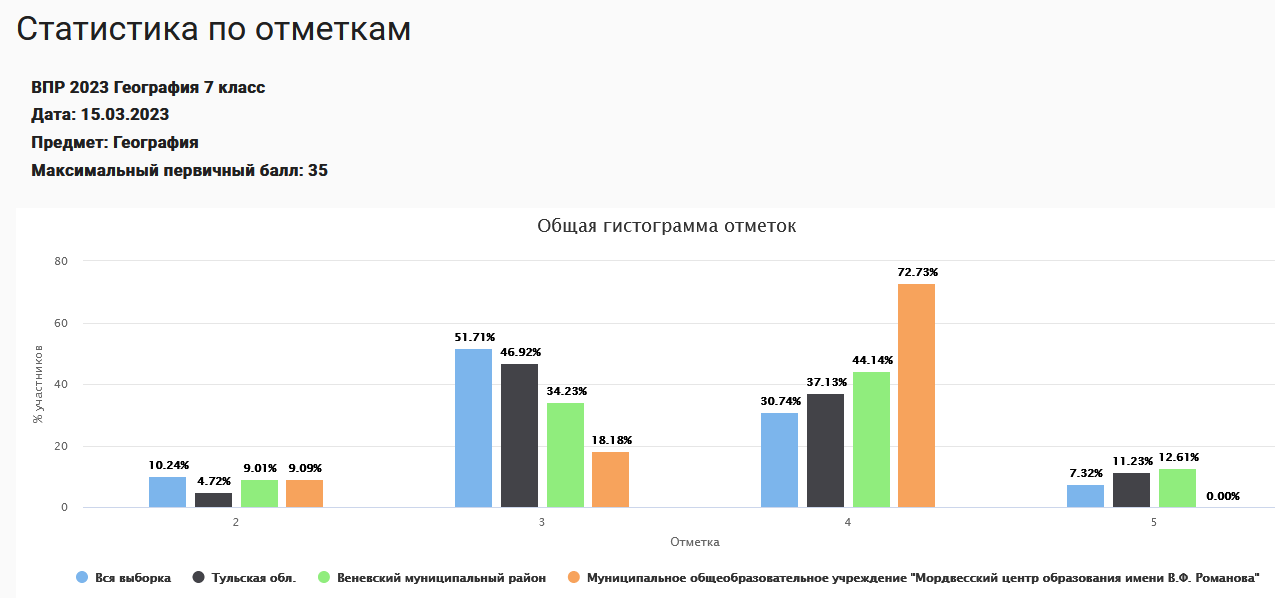 Статистика по отметкам
ВПР 2023 География 7 класс
Дата: 15.03.2023
Предмет: География
Максимальный первичный балл: 35
Общая гистограмма отметок
% участников
80
60
40
20
0
10.24% 4.72% 9.01% 9.09%
51.71% 46.92% 34.23% 18.18%
30.74% 37.13% 44.14% 72.73%
7.32% 11.23% 12.61% 0.00%
2 3 4 5
Отметка
Вся выборка Тульская обл. Веневский муниципальный район Муниципальное общеобразовательное учреждение "Мордвесский центр образования имени В.Ф. Романова"